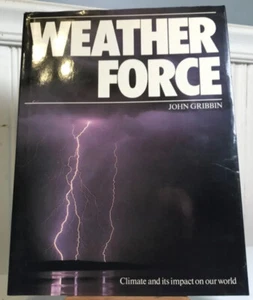 WEATHER
FORCE
JOHN GRIBBIN
Climate and its impact on our world